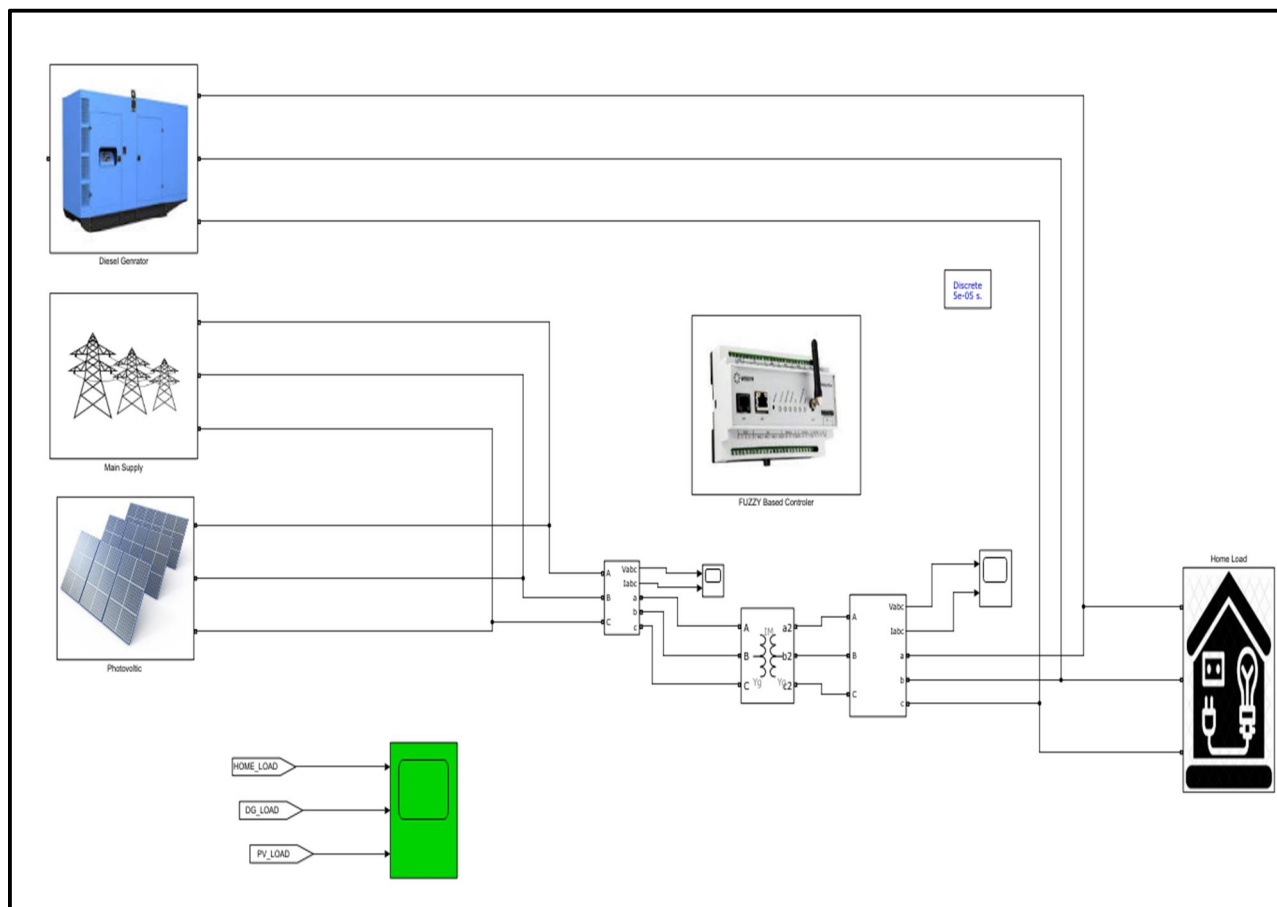 Diesel Genrator
Discrete
5e-05 s.
Main Supply
FUZZY Based Controler
Photovoltic
Home Load
A
B
C
Vabc
Iabc
a
b
c
A
B
C
Yg
Yg
a2
b2
c2
A
B
C
Vabc
Iabc
a
b
c
HOME_LOAD
DG_LOAD
PV_LOAD